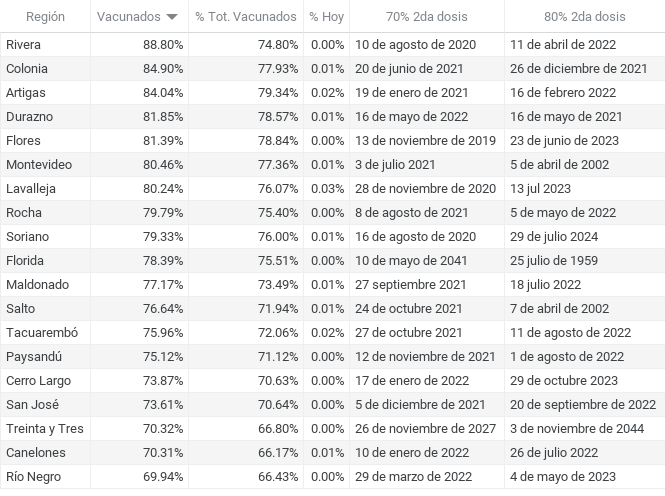 Región Vacunados % Tot. Vacunados % Hoy 70% 2da dosis 80% 2da dosis
Rivera 88.80% 74.80% 0.00% 10 de agosto de 2020 11 de abril de 2022
Colonia 84.90% 77.93% 0.01% 20 de junio de 2021 26 de diciembre de 2021
Artigas 84.04% 79.34% 0.02% 19 de enero de 2021 16 de febrero 2022
Durazno 81.85% 78.57% 0.01% 16 de mayo de 2022 16 de mayo de 2021
Flores 81.39% 78.84% 0.00% 13 de noviembre de 2019 23 de junio de 2023
Montevideo 80.46% 77.36% 0.01% 3 de julio 2021 5 de abril de 2002
Lavalleja 80.24% 76.07% 0.03% 28 de noviembre de 2020 13 jul 2023
Rocha 79.79% 75.40% 0.00% 8 de agosto de 2021 5 de mayo de 2022
Soriano 79.33% 76.00% 0.01% 16 de agosto de 2020 29 de julio 2024
Florida 78.39% 75.51% 0.00% 10 de mayo de 2041 25 julio de 1959
Maldonado 77.17% 73.49% 0.01% 27 septiembre 2021 18 julio 2022
Salto 76.64% 71.94% 0.01% 24 de octubre 2021 7 de abril de 2002
Tacuarembó 75.96% 72.06% 0.02% 27 de octubre 2021 11 de agosto de 2022
Paysandú 75.12% 71.12% 0.00% 12 de noviembre de 2021 1 de agosto de 2022
Cerro Largo 73.87% 70.63% 0.00% 17 de enero de 2022 29 de octubre 2023
San José 73.61% 70.64% 0.00% 5 de diciembre de 2021 20 de septiembre de 2022
Treinta y Tres 70.32% 66.80% 0.00% 26 de noviembre de 2027 3 de noviembre de 2044
Canelones 70.31% 66.17% 0.01% 10 de enero de 2022 26 de julio 2022
Río Negro 69.94% 66.43% 0.00% 29 de marzo de 2022 4 de mayo de 2023